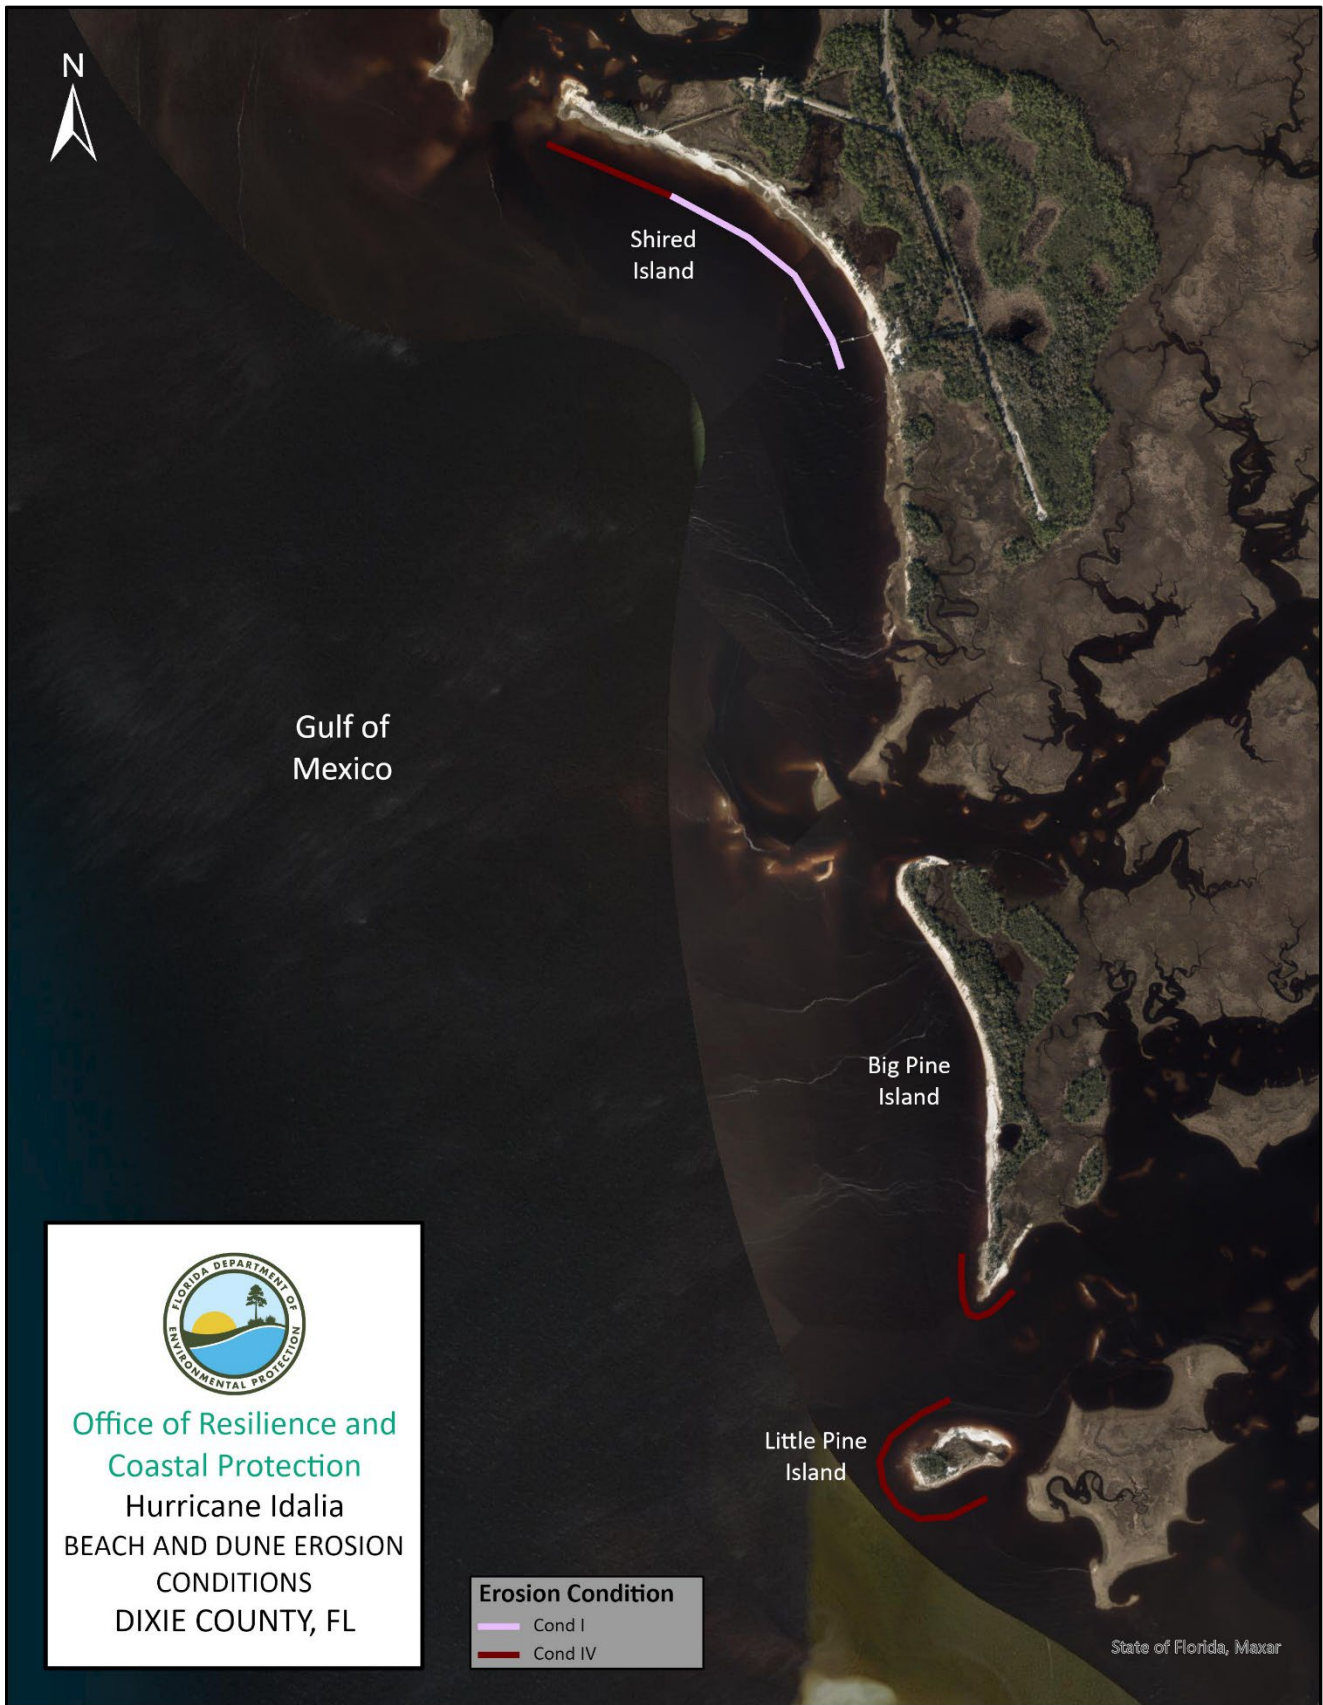 N
Shired
Island
Gulf of
Mexico
Big Pine
Island
Little Pine
Island
FLORIDA DEPARTMENT OF
ENVIRONMENTAL PROTECTION
Office of Resilience and
Coastal Protection
Hurricane Idalia
BEACH AND DUNE EROSION
CONDITIONS
DIXIE COUNTY, FL
Erosion Condition
Cond I
Cond IV
State of Florida, Maxar